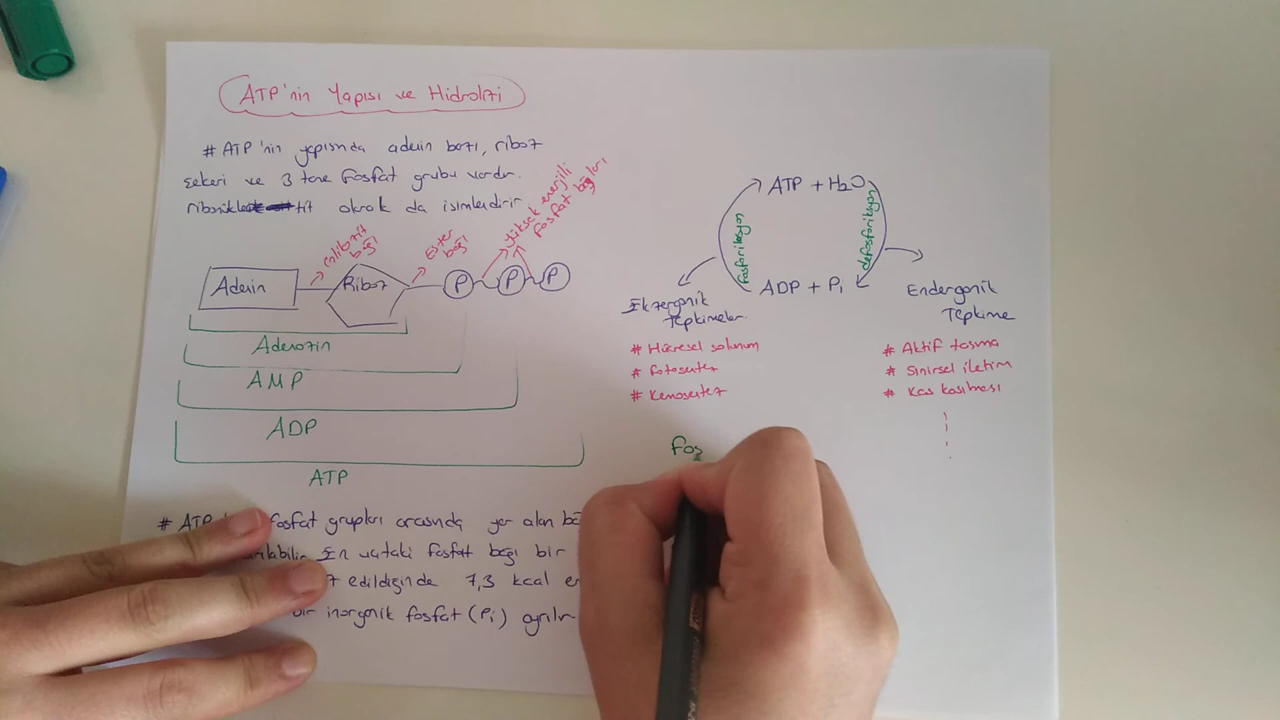 ATP'nin Yapısı ve Hidrolizi
# ATP'nin yapısında adenin bazı, riboz
şekeri ve 3 tane fosfat grubu vardır.
olarak da isimlendirilir
Glikozit
bağı
Ester
bağı
yüksek enerjili
fosfat bağları
Adenin
Riboz
P
P
P
Adenozin
AMP
ADP
ATP
# ATP fosfat grupları arasında yer alan
En uçtaki fosfat bağı bir
edildiğinde 7,3 kcal
bir inorganik fosfat (Pi) ayrılır
ATP + H2O
fosforilasyon
defosforilasyon
ADP + Pi
Ekzergonik
Tepkimeler
# Hücresel solunum
# fotosentez
# Kemosentez
Endergonik
Tepkime
# Aktif taşıma
# Sinirsel iletim
# Kas kasılması
fos